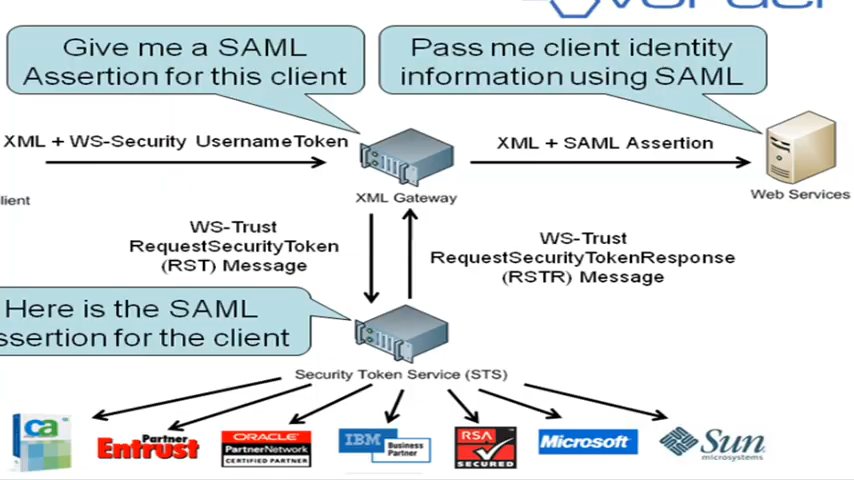 Give me a SAML
Assertion for this client
Pass me client identity
information using SAML
XML + WS-Security UsernameToken
XML + SAML Assertion
XML Gateway
Web Services
WS-Trust
RequestSecurityToken
(RST) Message
WS-Trust
RequestSecurityTokenResponse
(RSTR) Message
Here is the SAML
ssertion for the client
Security Token Service (STS)
ca
Partner
Entrust
ORACLE
PartnerNetwork
CERTIFIED PARTNER
IBM
Business
Partner
RSA
SECURED
Microsoft
Sun
microsystems